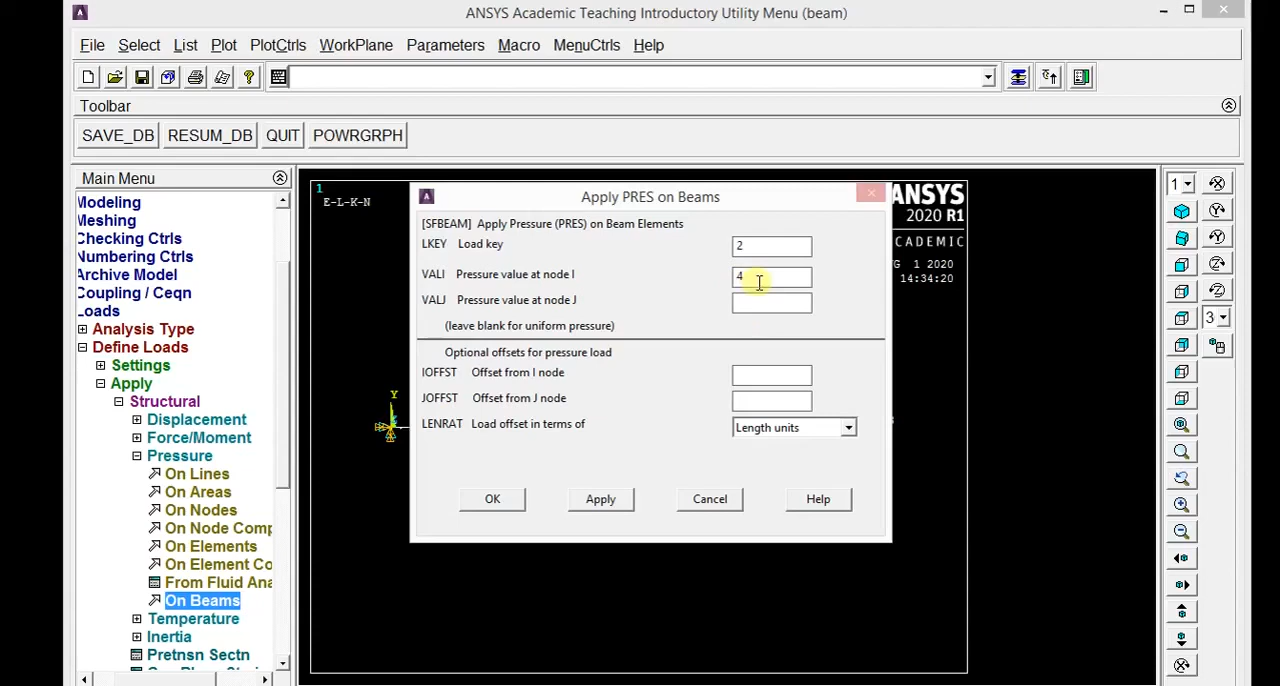 ANSYS Academic Teaching Introductory Utility Menu (beam)
File Select List Plot PlotCtrls WorkPlane Parameters Macro MenuCtrls Help
Toolbar
SAVE_DB RESUM_DB QUIT POWRGRPH
Main Menu
Modeling
Meshing
Checking Ctrls
Numbering Ctrls
Archive Model
Coupling / Ceqn
Loads
Analysis Type
Define Loads
Settings
Apply
Structural
Displacement
Force/Moment
Pressure
On Lines
On Areas
On Nodes
On Node Comp
On Elements
On Element Co
From Fluid Ana
On Beams
Temperature
Inertia
Pretnsn Sectn
1
E-L-K-N
Y
Apply PRES on Beams
[SFBEAM] Apply Pressure (PRES) on Beam Elements
LKEY Load key 2
VALI Pressure value at node I 4
VALJ Pressure value at node J
(leave blank for uniform pressure)
Optional offsets for pressure load
IOFFST Offset from I node
JOFFST Offset from J node
LENRAT Load offset in terms of Length units
OK Apply Cancel Help
ANSYS
2020 R1
CADEMIC
G 1 2020
14:34:20
1
3